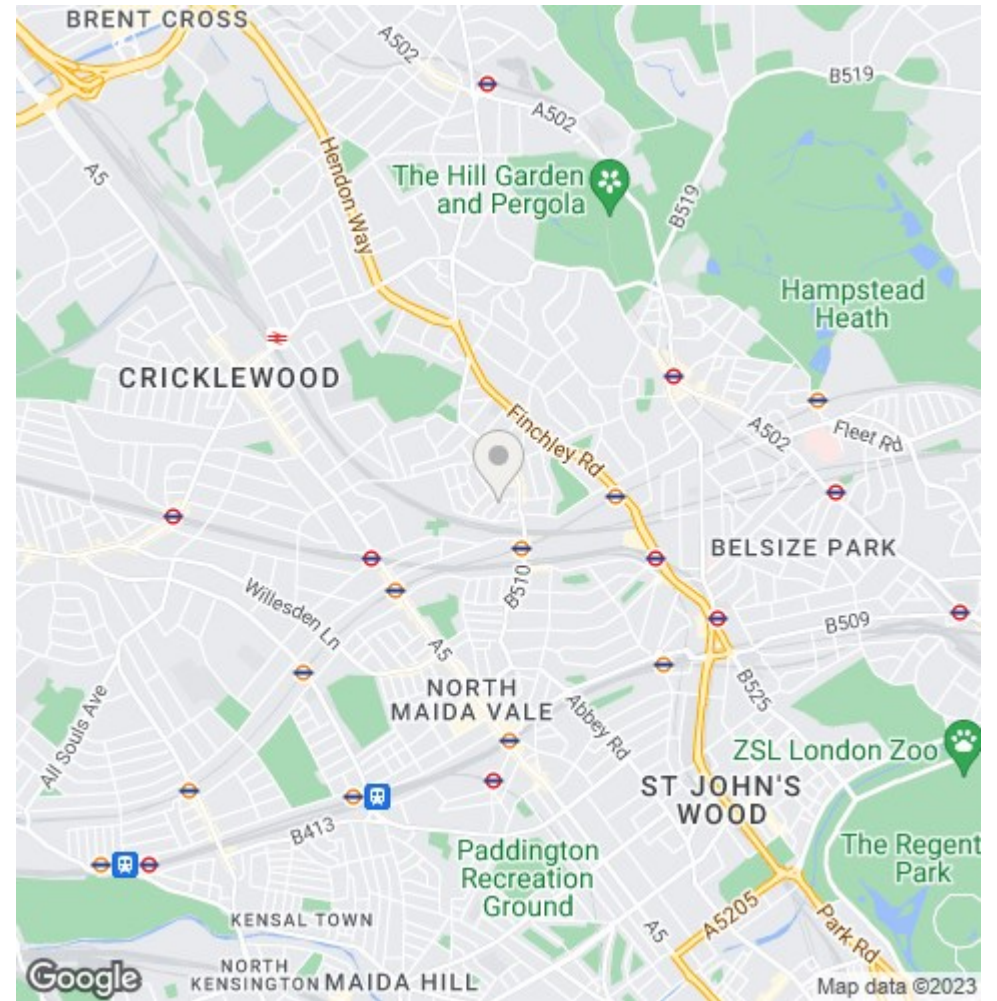 BRENT CROSS
A502
B519
A502
A5
Hendon Way
The Hill Garden
and Pergola
B519
Hampstead
Heath
CRICKLEWOOD
Finchley Rd
A502
Fleet Rd
BELSIZE PARK
B510
Willesden Ln
A5
B509
NORTH
MAIDA VALE
B525
Abbey Rd
All Souls Ave
ZSL London Zoo
ST JOHN'S
WOOD
B413
Paddington
Recreation
Ground
The Regent
Park
A5205
Park Rd
A5
KENSAL TOWN
NORTH
KENSINGTON
MAIDA HILL
Google
Map data ©2023